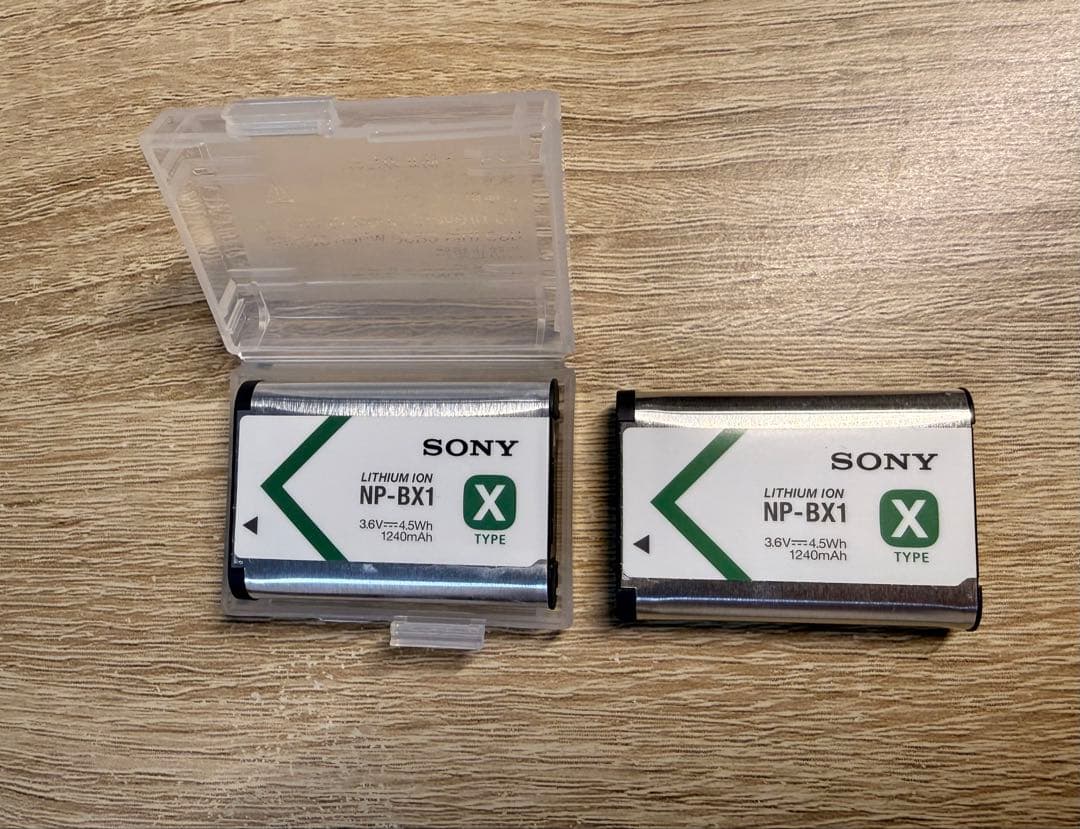 SONY
LITHIUM ION
NP-BX1
3.6V⎓4.5Wh
1240mAh
X
TYPE
SONY
LITHIUM ION
NP-BX1
3.6V⎓4.5Wh
1240mAh
X
TYPE